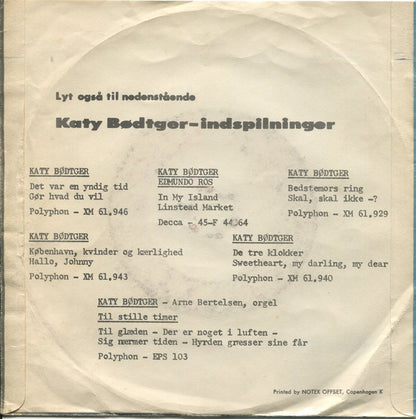 Lyt også til nedenstående
Katy Bødtger-indspilninger
KATY BØDTGER
Det var en yndig tid
Gør hvad du vil
Polyphon - XM 61,946
KATY BØDTGER
EDMUNDO ROS
In My Island
Linstead Market
Decca - 45-F 44964
KATY BØDTGER
Bedstemors ring
Skal, skal ikke -?
Polyphon - XM 61,929
KATY BØDTGER
København, kvinder og kærlighed
Hallo, Johnny
Polyphon - XM 61,943
KATY BØDTGER
De tre klokker
Sweetheart, my darling, my dear
Polyphon - XM 61,940
KATY BØDTGER - Arne Bertelsen, orgel
Til stille timer
Til glæden - Der er noget i luften -
Sig nærmer tiden - Hyrden græsser sine får
Polyphon - EPS 103
Printed by NOTEX OFFSET, Copenhagen K